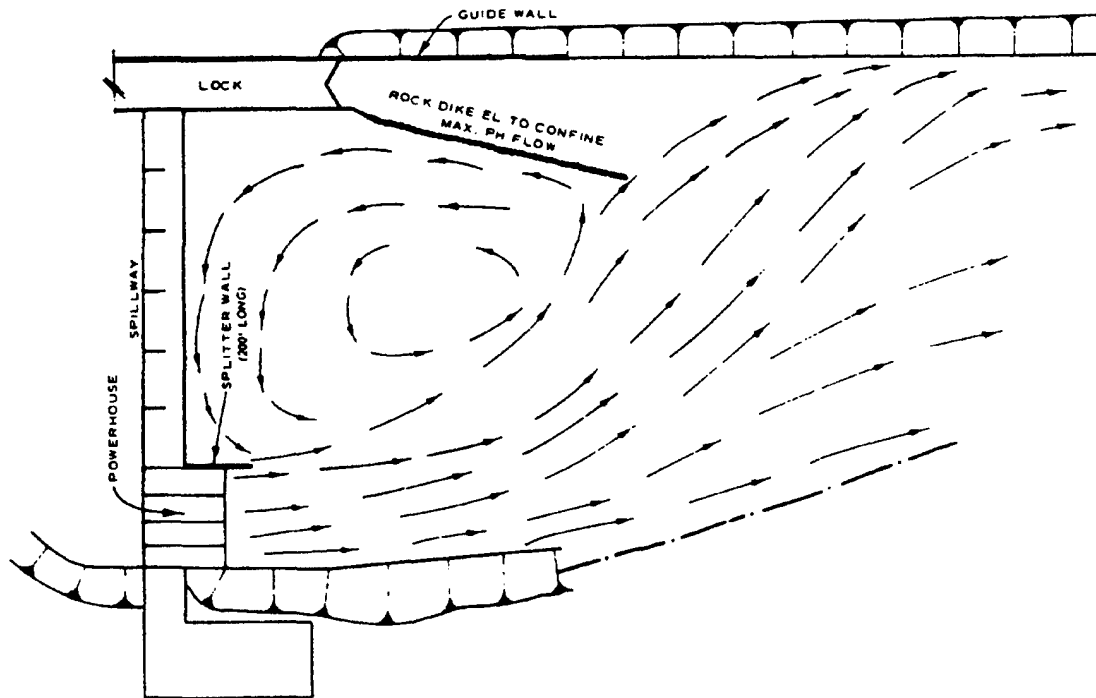 GUIDE WALL
LOCK
ROCK DIKE EL TO CONFINE
MAX. PH FLOW
SPILLWAY
SPLITTER WALL
(200' LONG)
POWERHOUSE